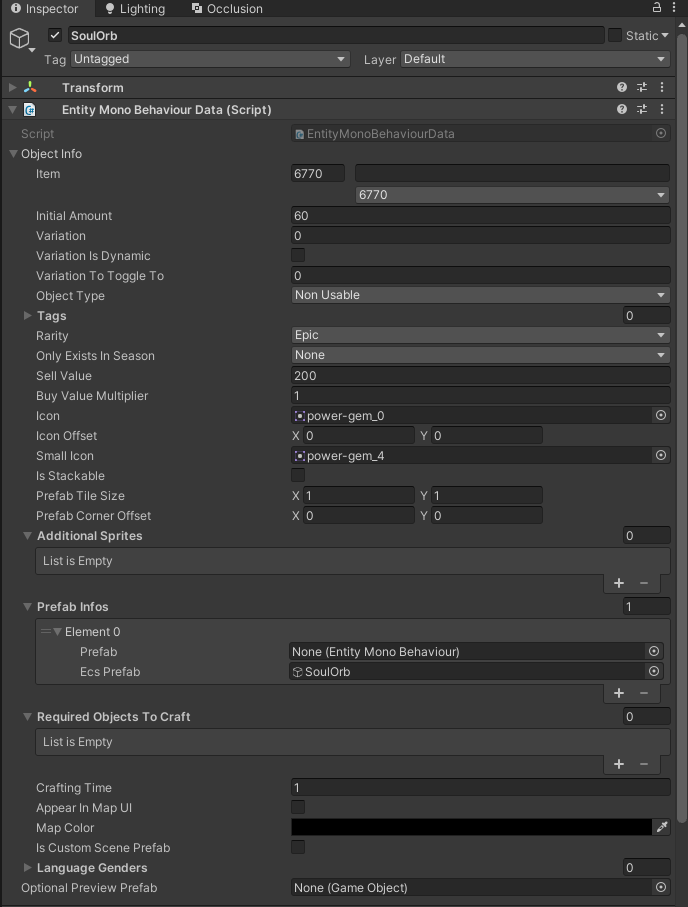 Inspector Lighting Occlusion
SoulOrb Static
Tag Untagged Layer Default
Transform
Entity Mono Behaviour Data (Script)
Script EntityMonoBehaviourData
Object Info
Item 6770
6770
Initial Amount 60
Variation 0
Variation Is Dynamic
Variation To Toggle To 0
Object Type Non Usable
Tags 0
Rarity Epic
Only Exists In Season None
Sell Value 200
Buy Value Multiplier 1
Icon power-gem_0
Icon Offset X 0 Y 0
Small Icon power-gem_4
Is Stackable
Prefab Tile Size X 1 Y 1
Prefab Corner Offset X 0 Y 0
Additional Sprites 0
List is Empty
Prefab Infos 1
Element 0
Prefab None (Entity Mono Behaviour)
Ecs Prefab SoulOrb
Required Objects To Craft 0
List is Empty
Crafting Time 1
Appear In Map UI
Map Color
Is Custom Scene Prefab
Language Genders 0
Optional Preview Prefab None (Game Object)